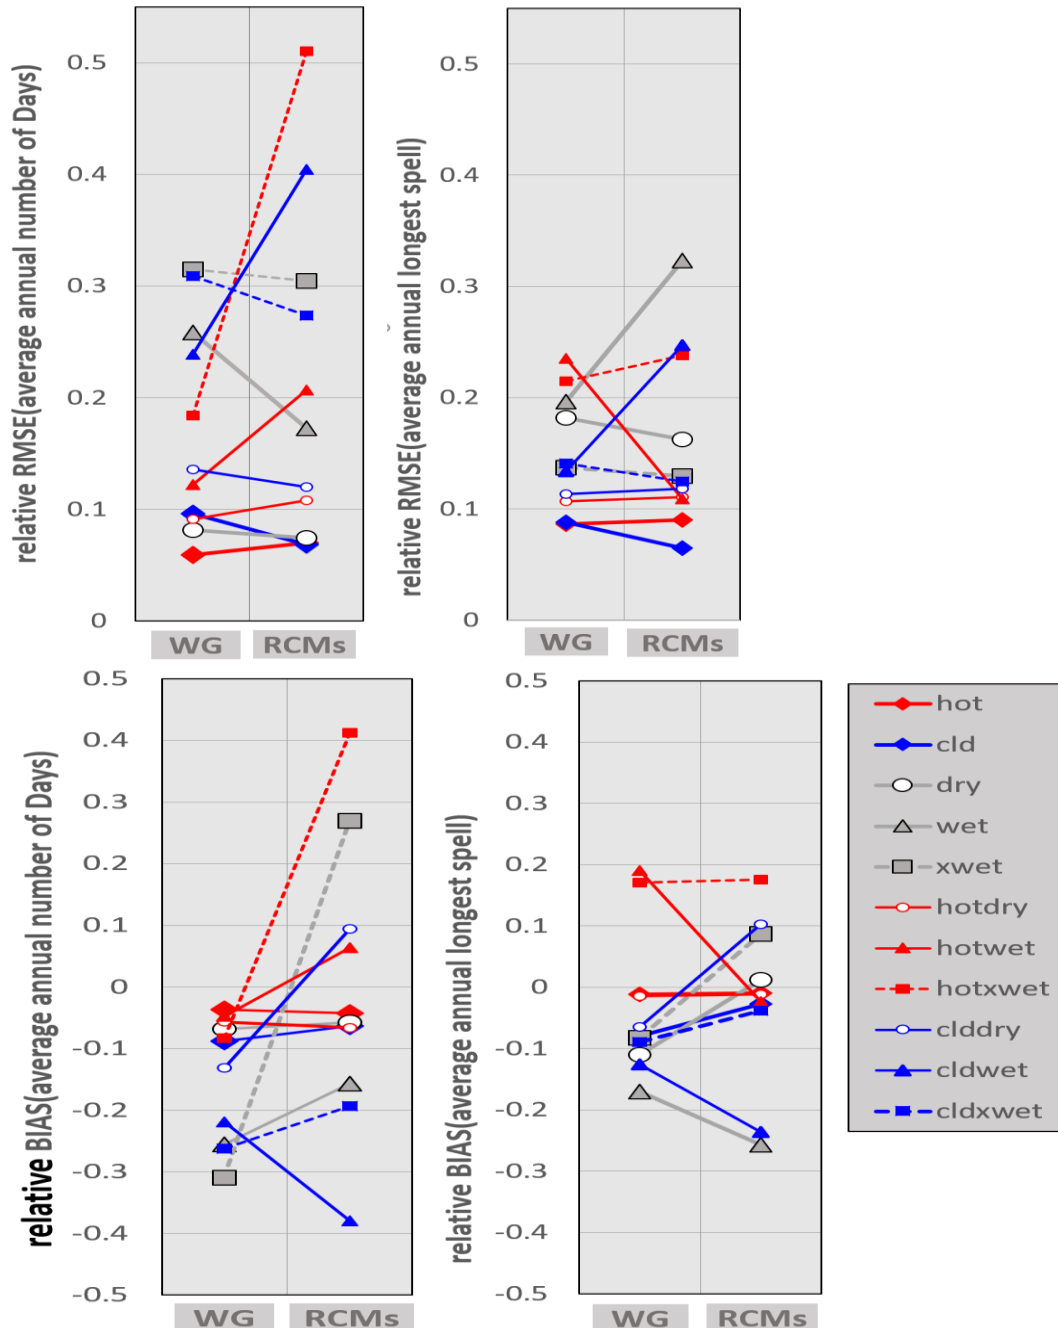 relative RMSE(average annual number of Days)
0.5
0.4
0.3
0.2
0.1
0
WG RCMs
relative RMSE(average annual longest spell)
0.5
0.4
0.3
0.2
0.1
0
WG RCMs
relative BIAS(average annual number of Days)
0.5
0.4
0.3
0.2
0.1
0
-0.1
-0.2
-0.3
-0.4
-0.5
WG RCMs
relative BIAS(average annual longest spell)
0.5
0.4
0.3
0.2
0.1
0
-0.1
-0.2
-0.3
-0.4
-0.5
WG RCMs
hot
cld
dry
wet
xwet
hotdry
hotwet
hotxwet
clddry
cldwet
cldxwet